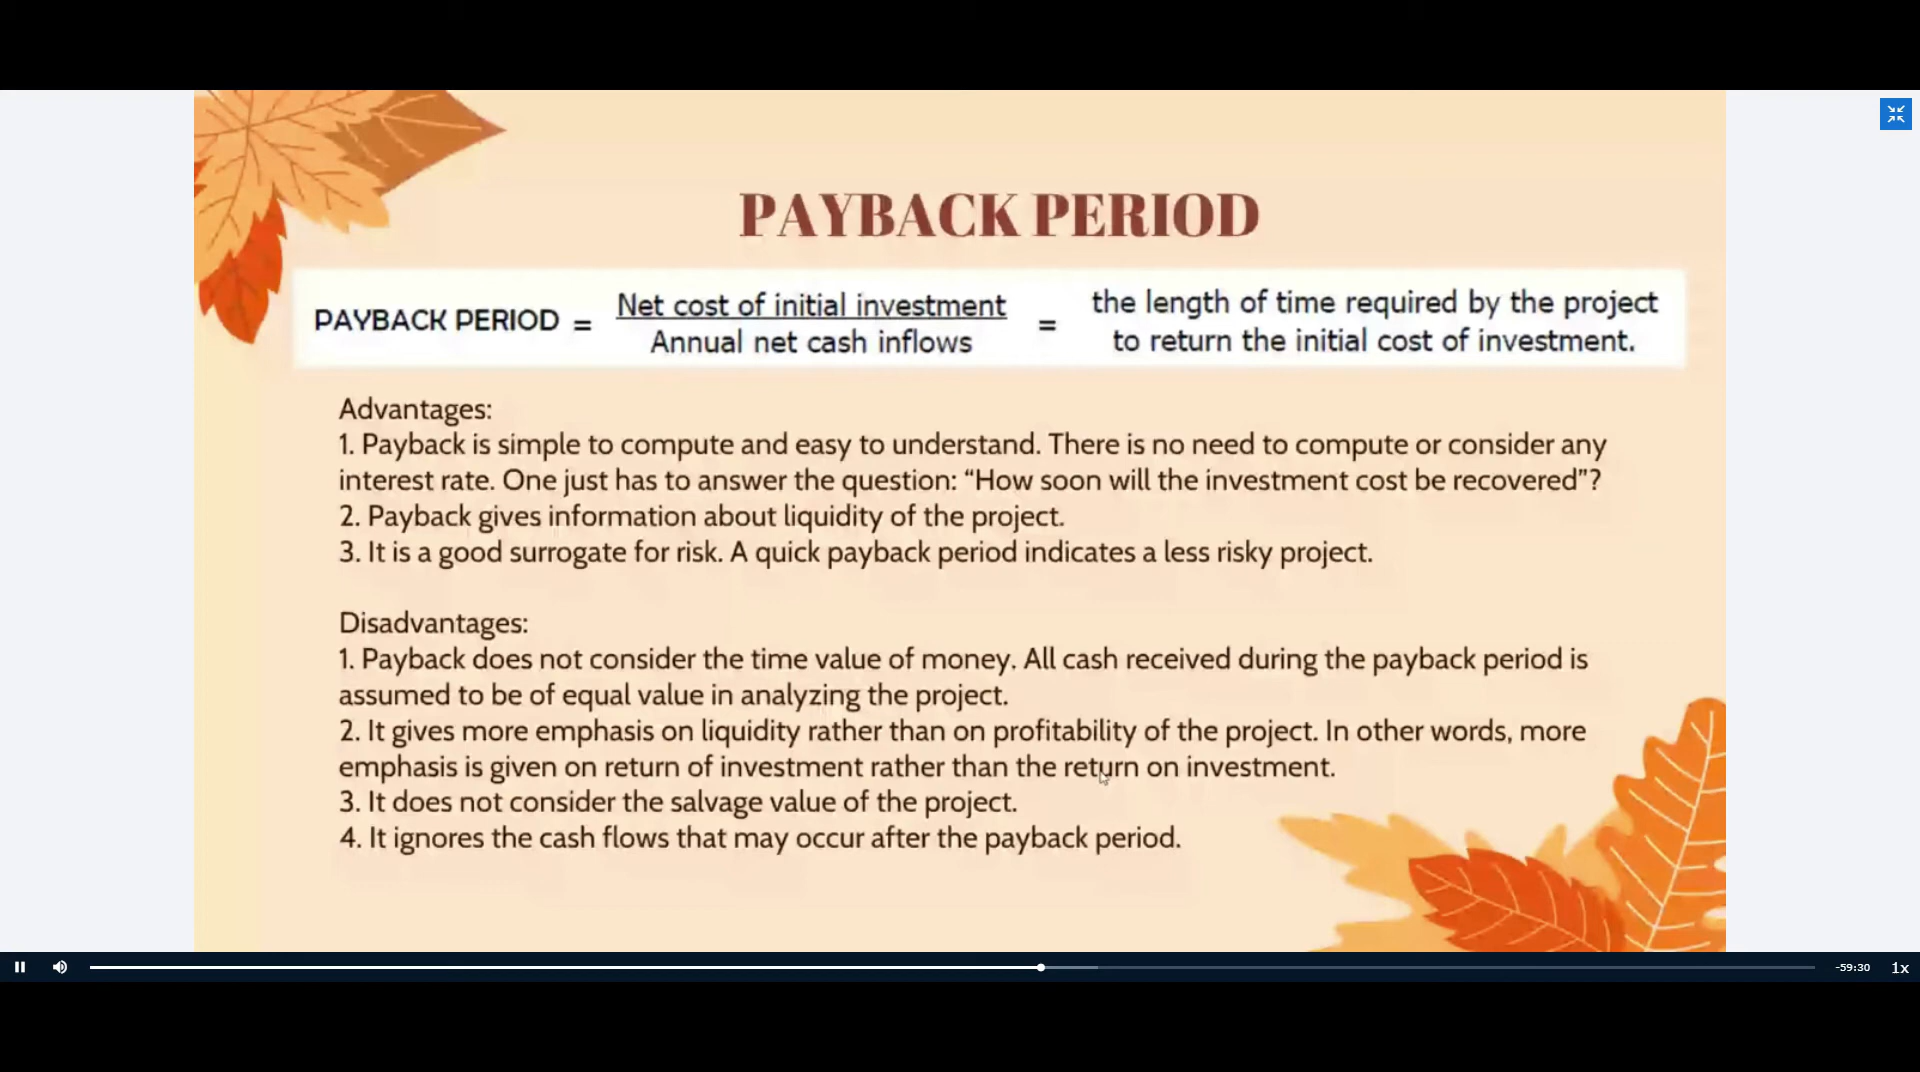 PAYBACK PERIOD
PAYBACK PERIOD = Net cost of initial investment = the length of time required by the project
Annual net cash inflows to return the initial cost of investment.
Advantages:
1. Payback is simple to compute and easy to understand. There is no need to compute or consider any
interest rate. One just has to answer the question: “How soon will the investment cost be recovered”?
2. Payback gives information about liquidity of the project.
3. It is a good surrogate for risk. A quick payback period indicates a less risky project.
Disadvantages:
1. Payback does not consider the time value of money. All cash received during the payback period is
assumed to be of equal value in analyzing the project.
2. It gives more emphasis on liquidity rather than on profitability of the project. In other words, more
emphasis is given on return of investment rather than the return on investment.
3. It does not consider the salvage value of the project.
4. It ignores the cash flows that may occur after the payback period.
-59:30 1x